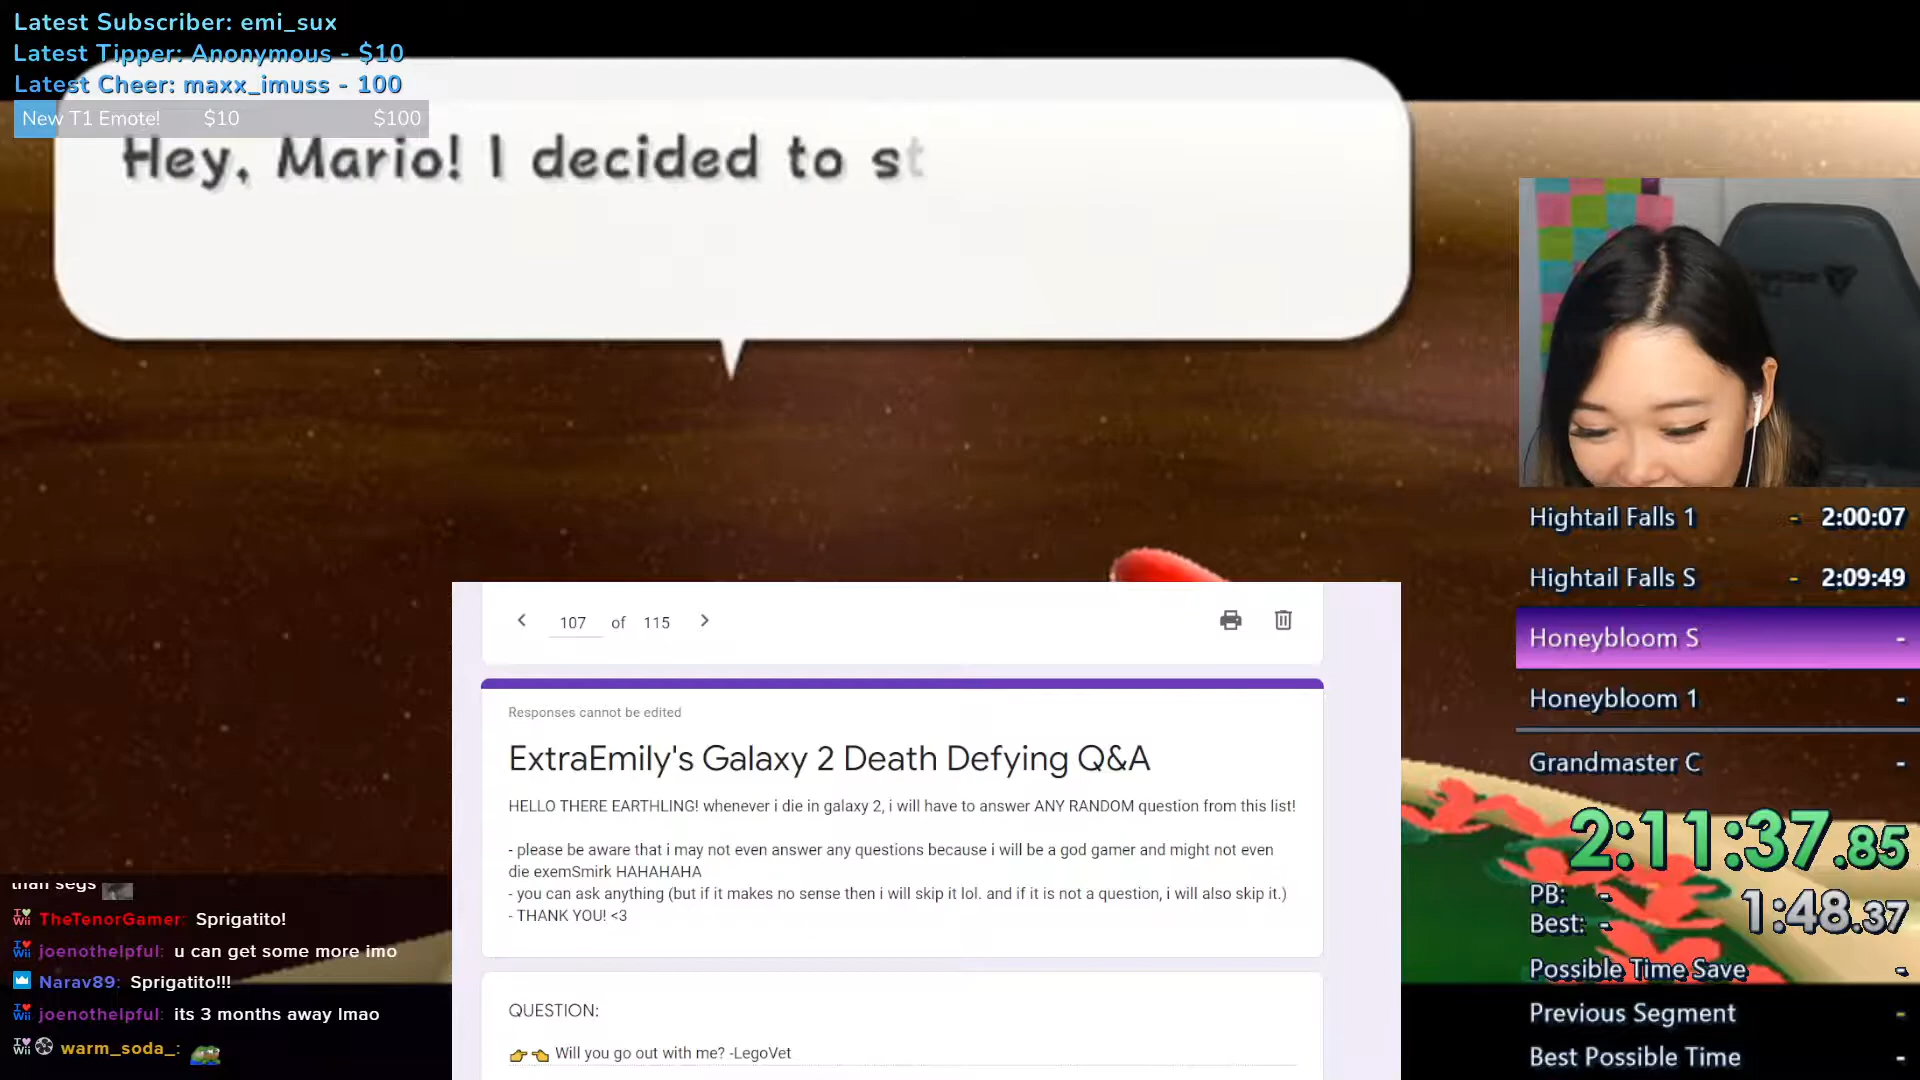 Latest Subscriber: emi_sux
Latest Tipper: Anonymous - $10
Latest Cheer: maxx_imuss - 100
New T1 Emote! $10 $100
Hey, Mario! I decided to st
Hightail Falls 1 - 2:00:07
Hightail Falls S - 2:09:49
Honeybloom S -
Honeybloom 1 -
Grandmaster C -
2:11:37.85
PB: -
Best: -
1:48.37
Possible Time Save -
Previous Segment -
Best Possible Time -
107 of 115
Responses cannot be edited
ExtraEmily's Galaxy 2 Death Defying Q&A
HELLO THERE EARTHLING! whenever i die in galaxy 2, i will have to answer ANY RANDOM question from this list!
- please be aware that i may not even answer any questions because i will be a god gamer and might not even
die exemSmirk HAHAHAHA
- you can ask anything (but if it makes no sense then i will skip it lol. and if it is not a question, i will also skip it.)
- THANK YOU! <3
QUESTION:
👉👈 Will you go out with me? -LegoVet
than segs
TheTenorGamer: Sprigatito!
joenothelpful: u can get some more imo
Narav89: Sprigatito!!!
joenothelpful: its 3 months away lmao
warm_soda_: